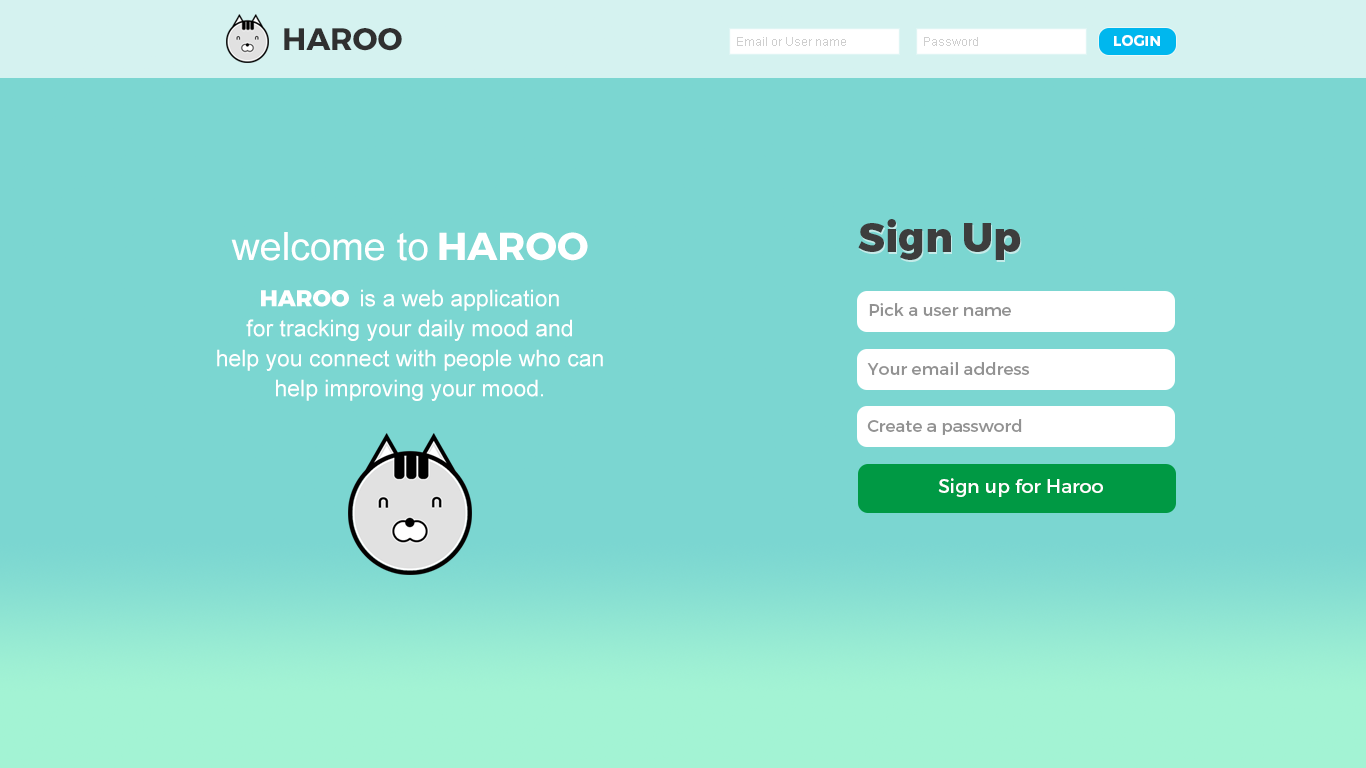 HAROO
Email or User name
Password
LOGIN
welcome to HAROO
HAROO is a web application
for tracking your daily mood and
help you connect with people who can
help improving your mood.
Sign Up
Pick a user name
Your email address
Create a password
Sign up for Haroo